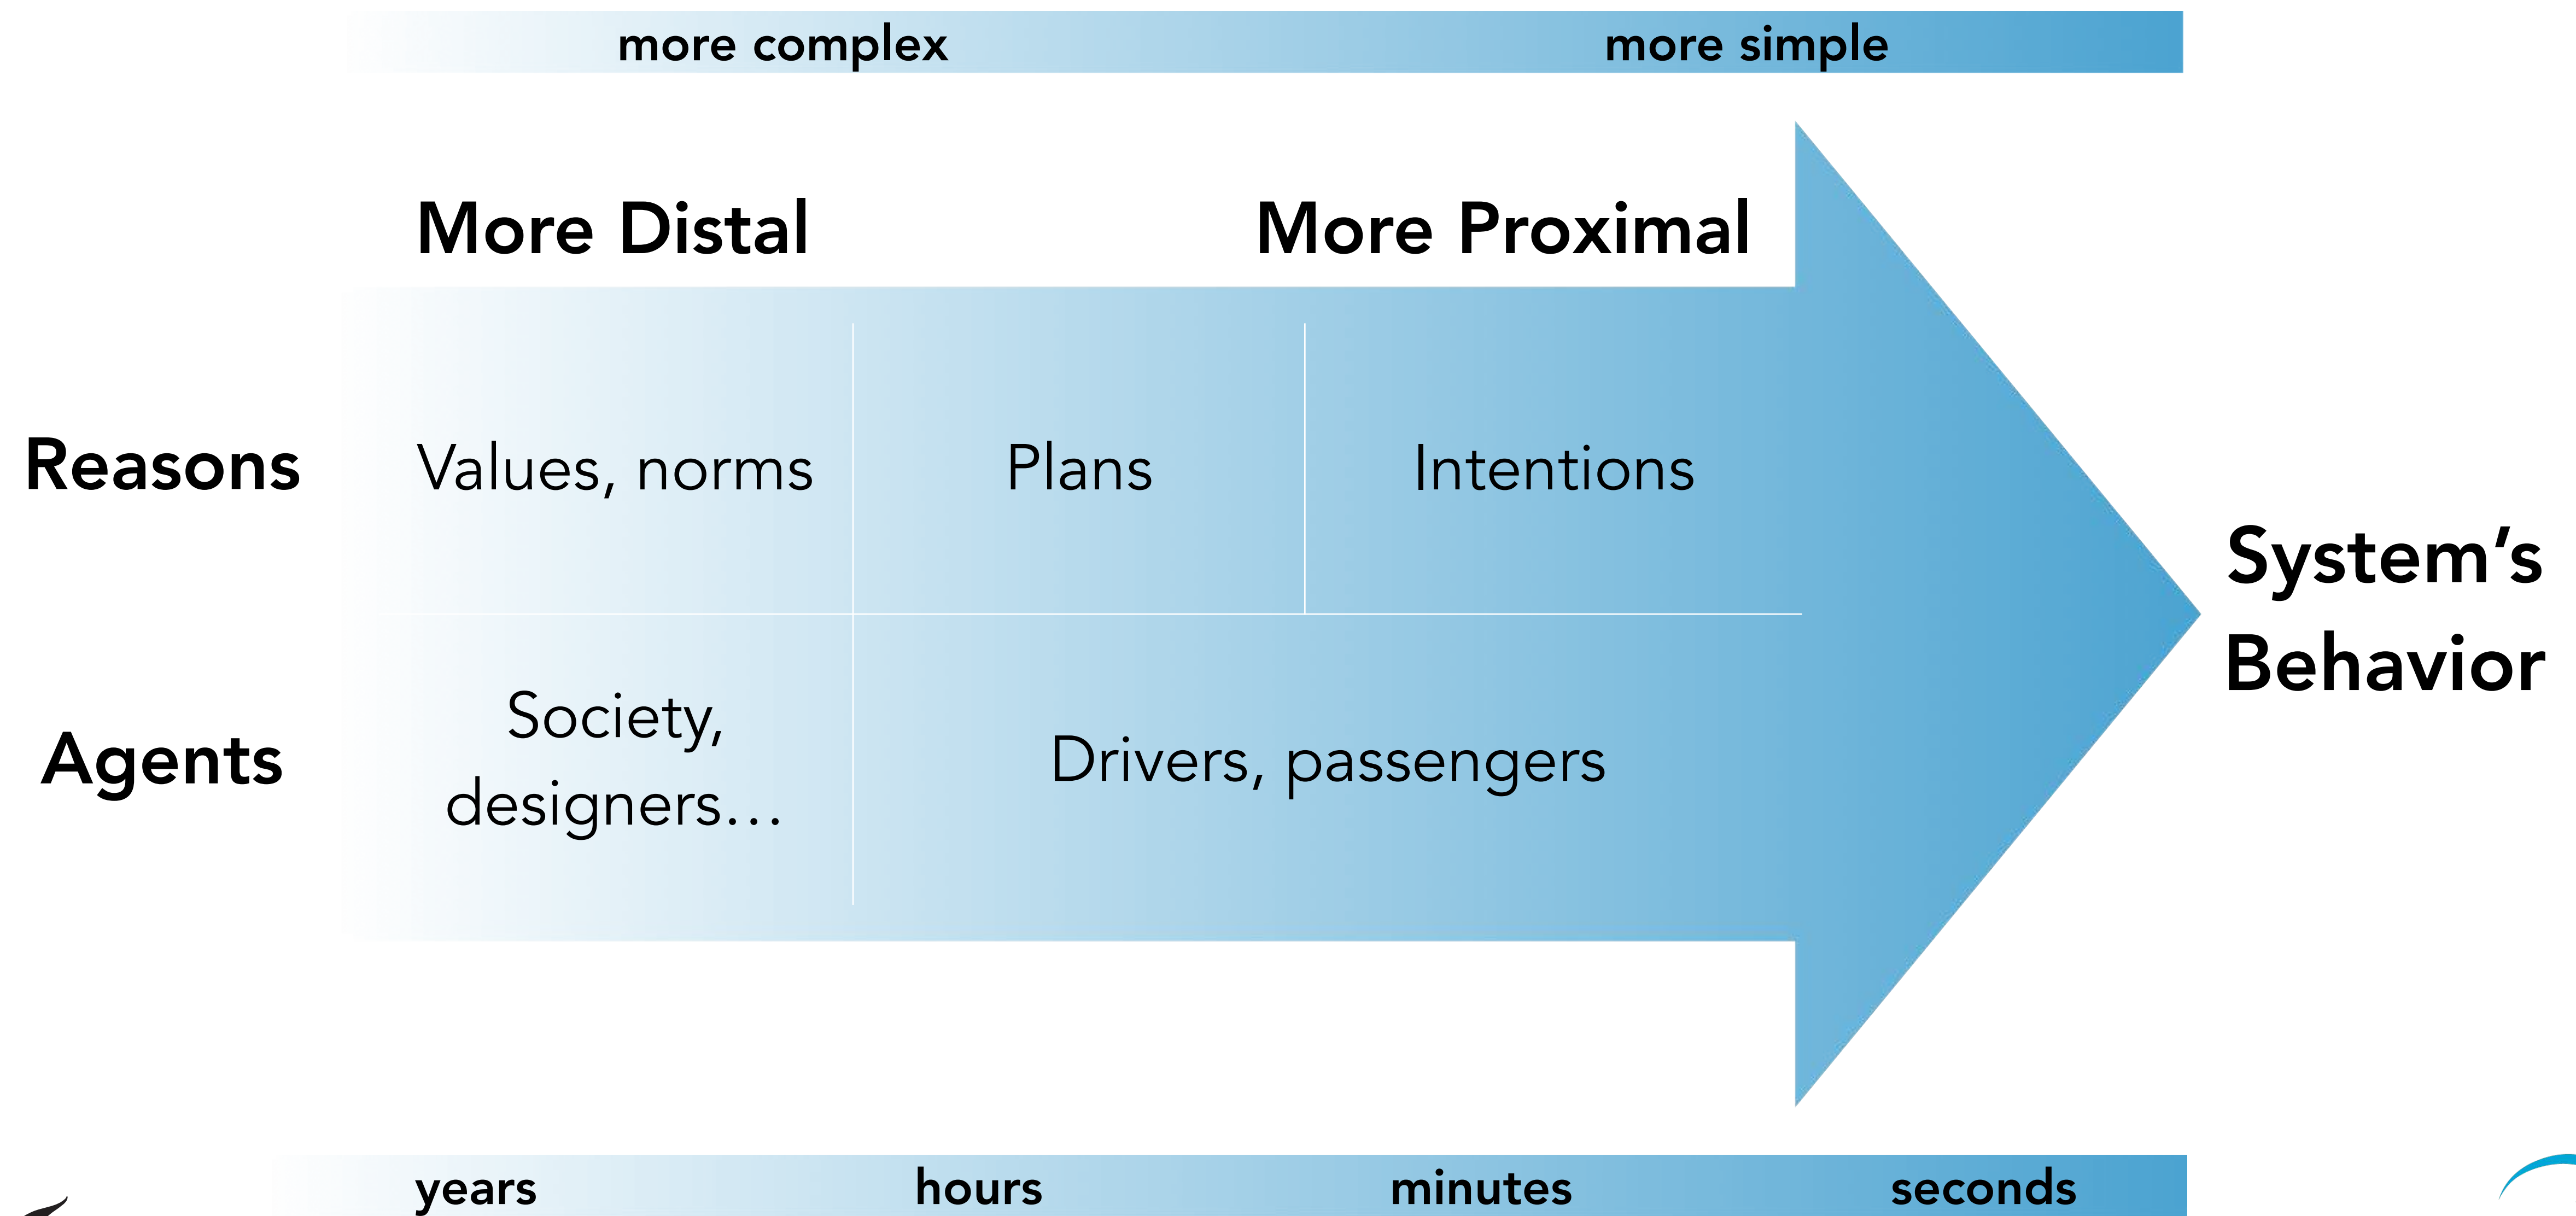 more complex more simple
More Distal More Proximal
Reasons Values, norms Plans Intentions
System’s
Behavior
Agents Society,
designers… Drivers, passengers
years hours minutes seconds